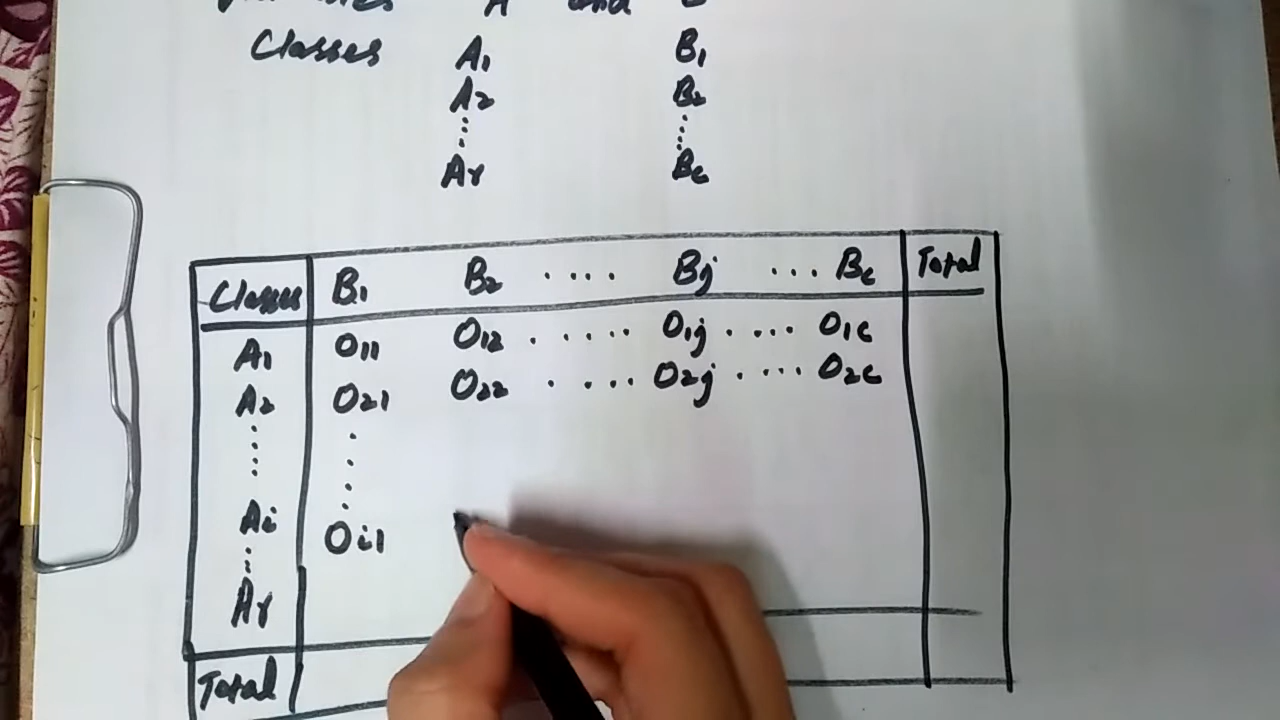 A and
Classes A1 B1
A2 B2
⋮ ⋮
Ar Bc
Classes B1 B2 .... Bj ... Bc Total
A1 O11 O12 ...... O1j .... O1c
A2 O21 O22 ..... O2j ..... O2c
⋮ ⋮
Ai Oi1
⋮
Ar
Total